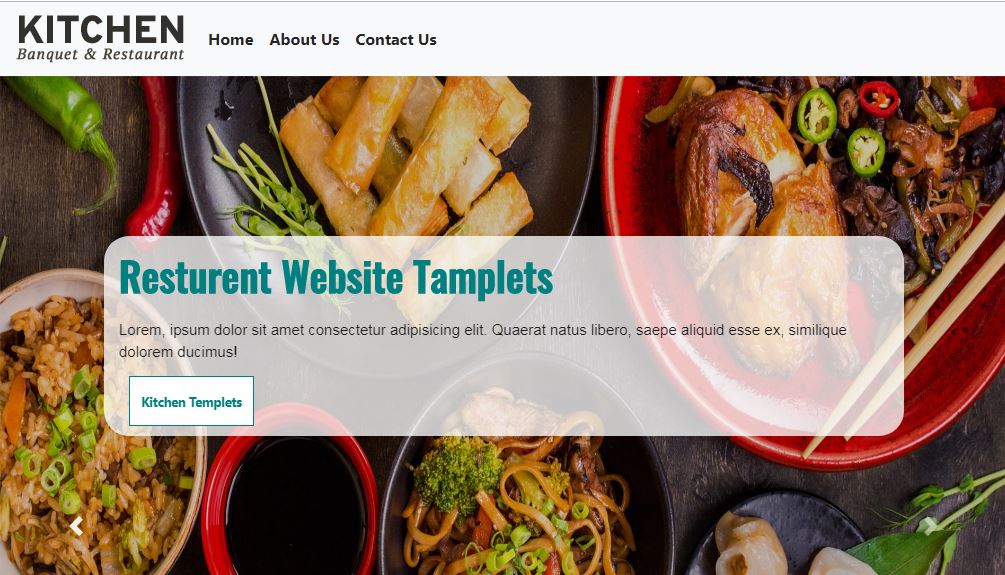 KITCHEN
Banquet & Restaurant
Home About Us Contact Us
Resturent Website Tamplets
Lorem, ipsum dolor sit amet consectetur adipisicing elit. Quaerat natus libero, saepe aliquid esse ex, similique
dolorem ducimus!
Kitchen Templets